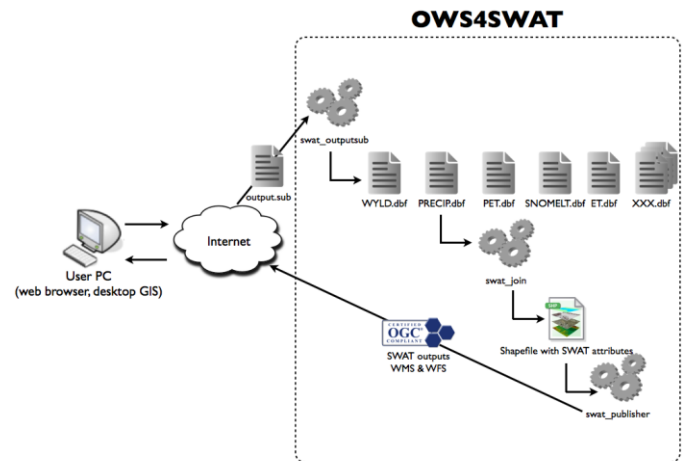 OWS4SWAT
swat_outputsub
output.sub
WYLD.dbf
PRECIP.dbf
PET.dbf
SNOMELT.dbf
ET.dbf
XXX.dbf
Internet
User PC
(web browser, desktop GIS)
swat_join
SHP
Shapefile with SWAT attributes
CERTIFIED
OGC®
COMPLIANT
SWAT outputs
WMS & WFS
swat_publisher